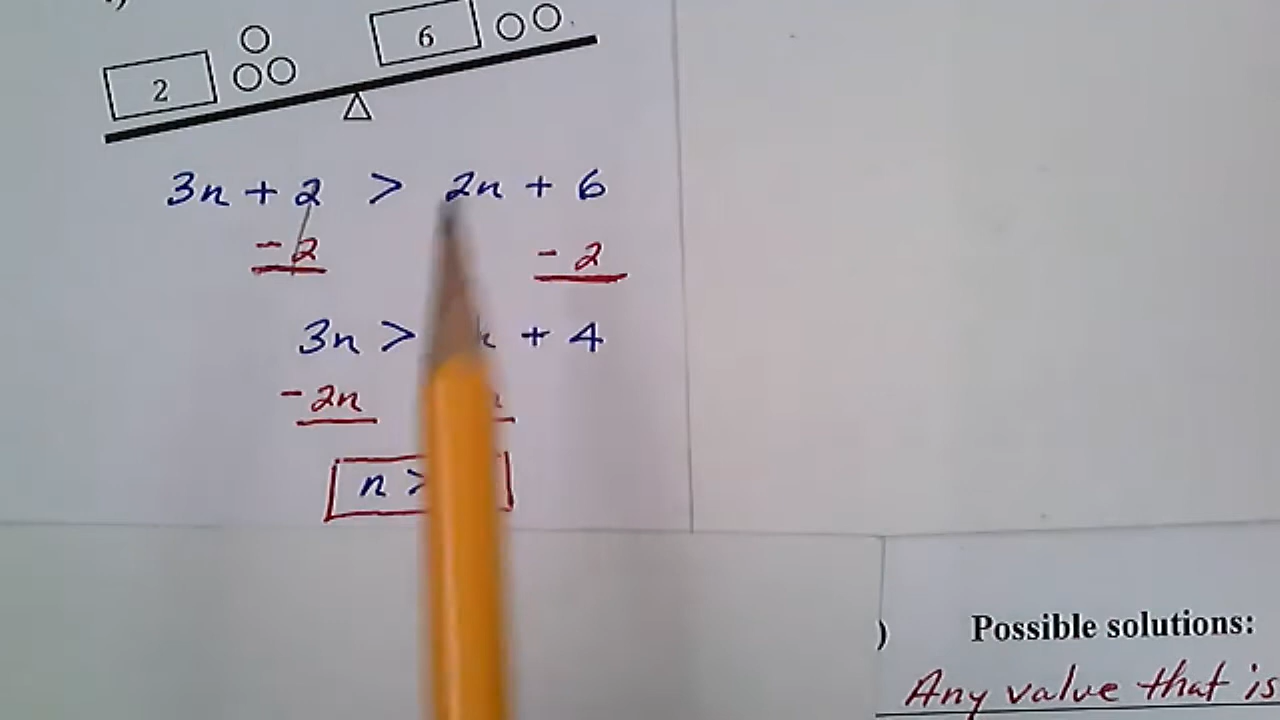 2 6
3n + 2 > 2n + 6
- 2 - 2
3n > + 4
- 2n
n >
) Possible solutions:
Any value that is